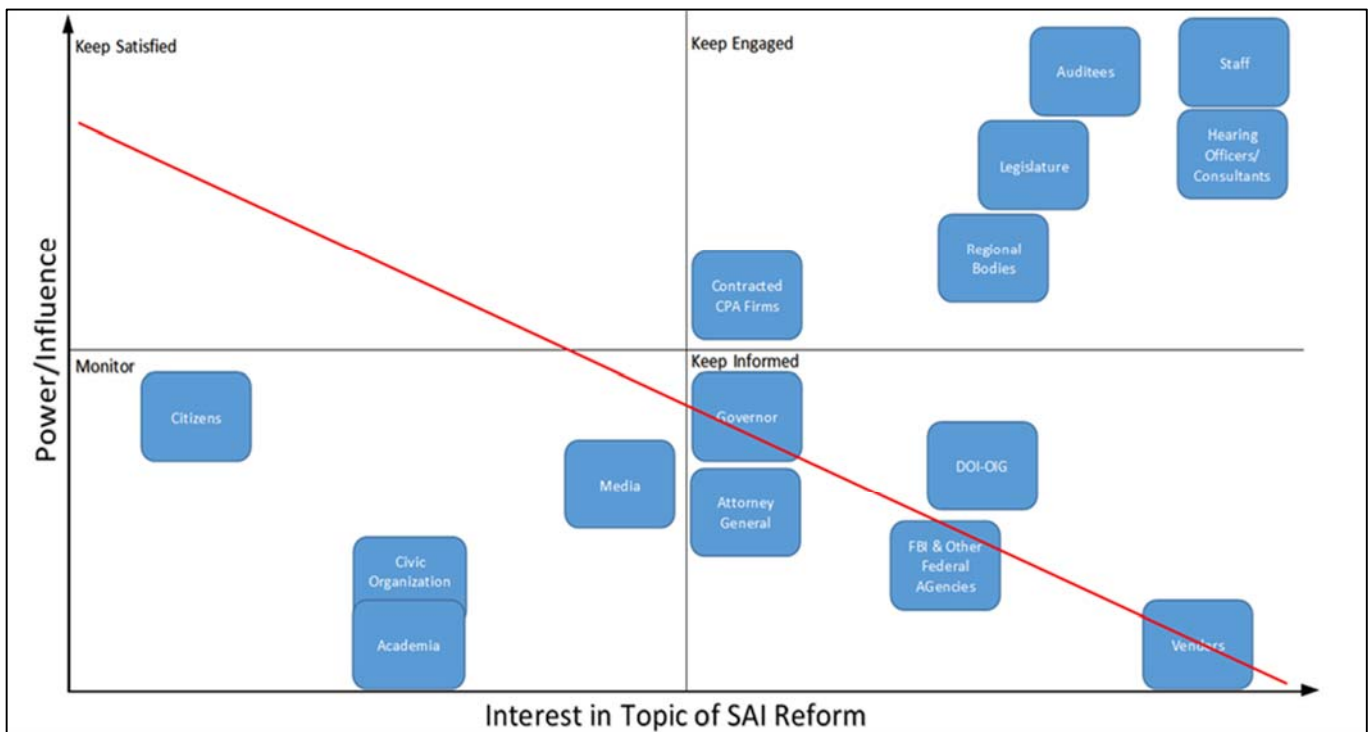 Keep Satisfied
Keep Engaged
Auditees
Staff
Legislature
Hearing
Officers/
Consultants
Regional
Bodies
Contracted
CPA Firms
Power/Influence
Monitor
Keep Informed
Citizens
Governor
Media
DOI-OIG
Attorney
General
Civic
Organization
FBI & Other
Federal
AGencies
Academia
Vendors
Interest in Topic of SAI Reform